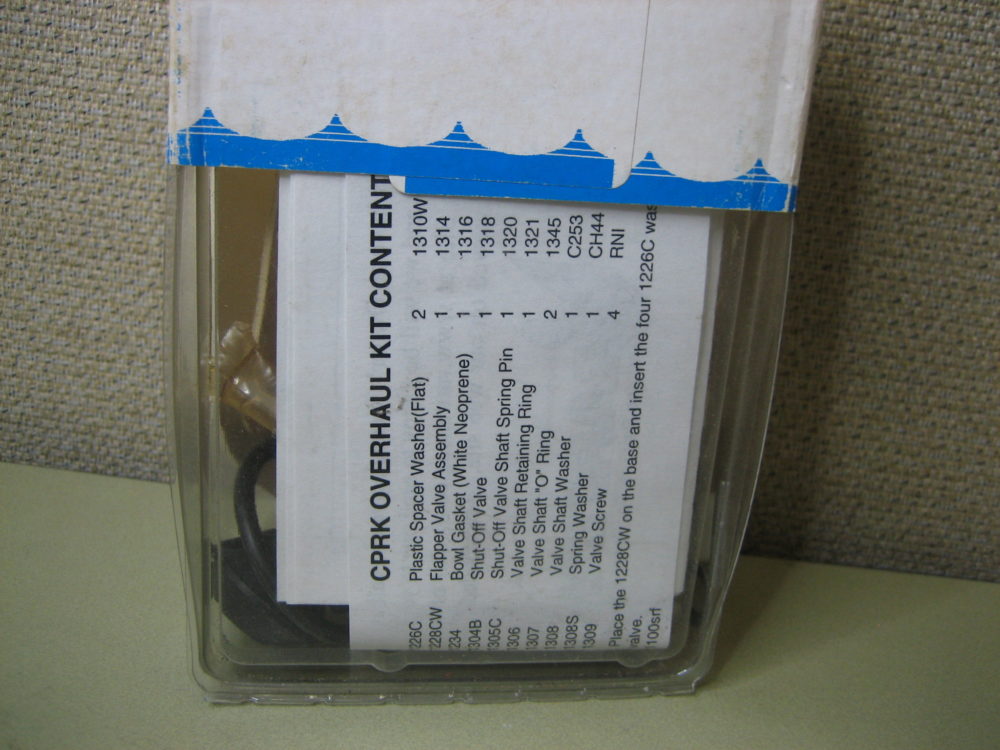 CPRK OVERHAUL KIT CONTENT
226C Plastic Spacer Washer(Flat) 2 1310W
228CW Flapper Valve Assembly 1 1314
234 Bowl Gasket (White Neoprene) 1 1316
304B Shut-Off Valve 1 1318
305C Shut-Off Valve Shaft Spring Pin 1 1320
306 Valve Shaft Retaining Ring 1 1321
307 Valve Shaft "O" Ring 2 1345
308 Valve Shaft Washer 1 C253
308S Spring Washer 1 CH44
309 Valve Screw 4 RNI
Place the 1228CW on the base and insert the four 1226C was
valve.
100srf